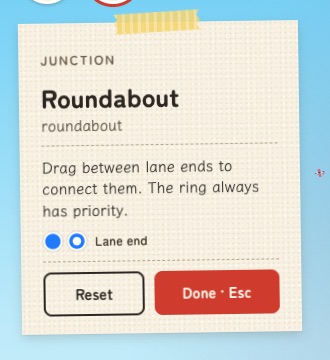 JUNCTION
Roundabout
roundabout
Drag between lane ends to
connect them. The ring always
has priority.
Lane end
Reset
Done · Esc